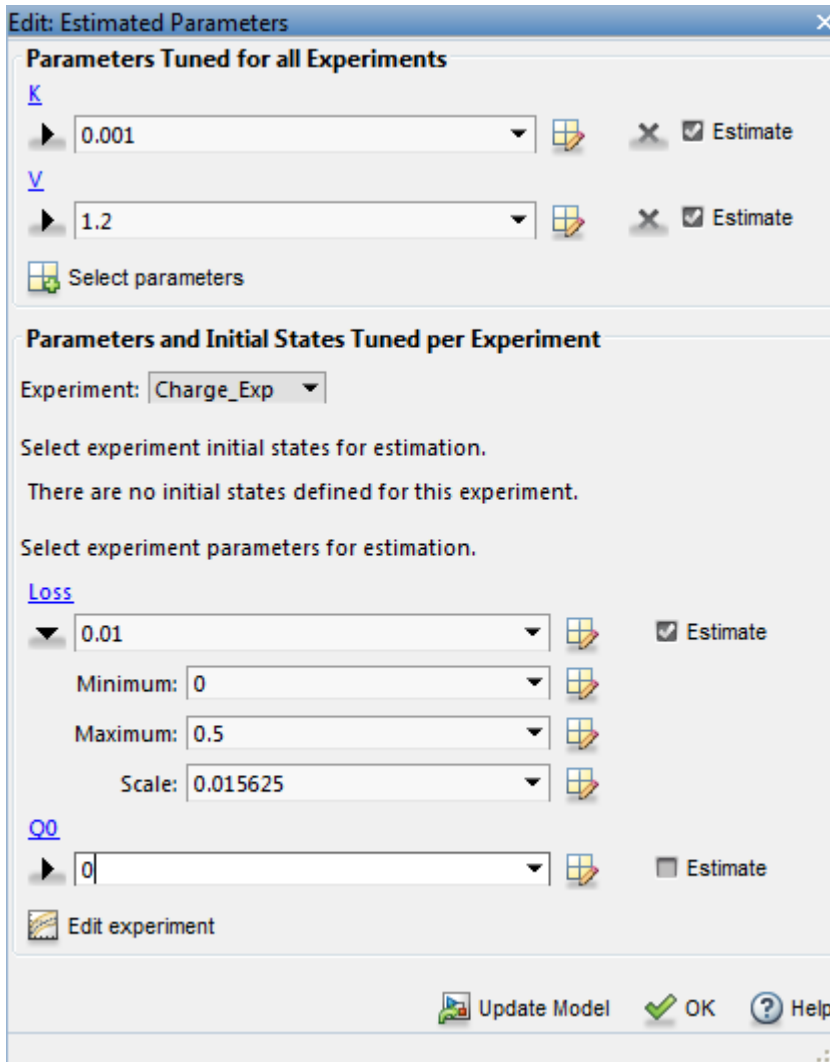 Edit: Estimated Parameters
Parameters Tuned for all Experiments
K
0.001 Estimate
V
1.2 Estimate
Select parameters
Parameters and Initial States Tuned per Experiment
Experiment: Charge_Exp
Select experiment initial states for estimation.
There are no initial states defined for this experiment.
Select experiment parameters for estimation.
Loss
0.01 Estimate
Minimum: 0
Maximum: 0.5
Scale: 0.015625
Q0
0 Estimate
Edit experiment
Update Model OK Help